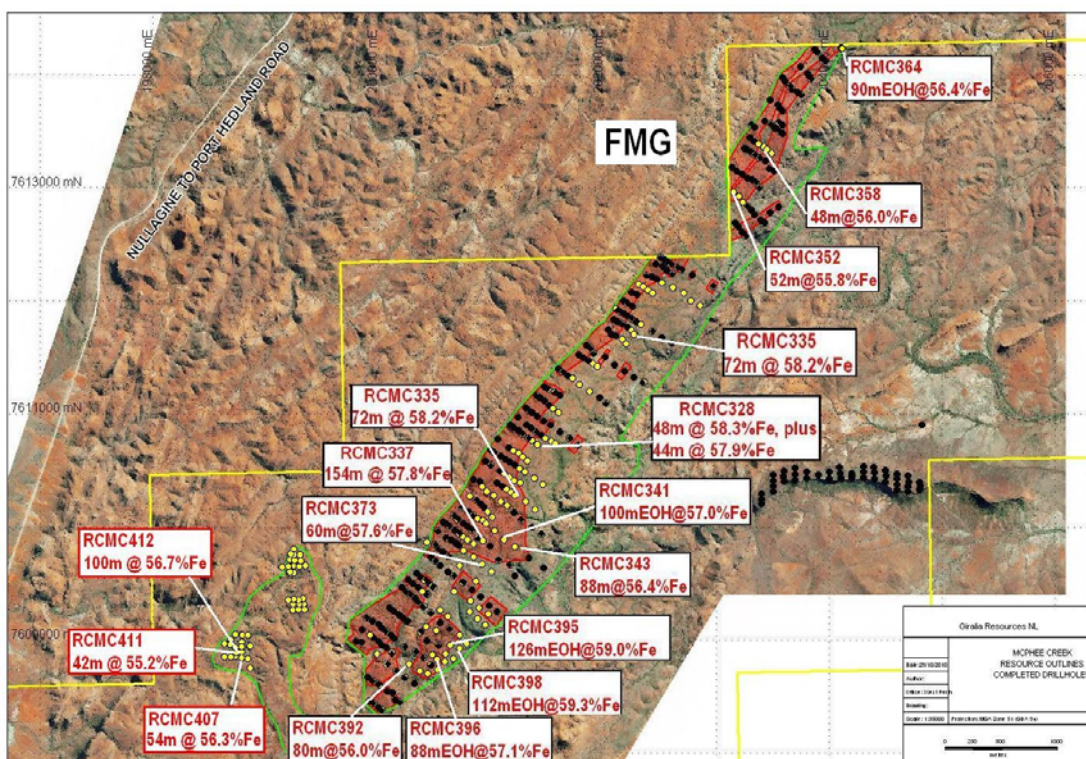 FMG
NULLAGINE TO PORT HEDLAND ROAD
7613000 mN
7611000 mN
RCMC364
90mEOH@56.4%Fe
RCMC358
48m@56.0%Fe
RCMC352
52m@55.8%Fe
RCMC335
72m @ 58.2%Fe
RCMC335
72m @ 58.2%Fe
RCMC328
48m @ 58.3%Fe, plus
44m @ 57.9%Fe
RCMC337
154m @ 57.8%Fe
RCMC341
100mEOH@57.0%Fe
RCMC373
60m@57.6%Fe
RCMC343
88m@56.4%Fe
RCMC412
100m @ 56.7%Fe
RCMC411
42m @ 55.2%Fe
RCMC395
126mEOH@59.0%Fe
RCMC398
112mEOH@59.3%Fe
RCMC407
54m @ 56.3%Fe
RCMC392
80m@56.0%Fe
RCMC396
88mEOH@57.1%Fe
Giralia Resources NL
MCPHEE CREEK
RESOURCE OUTLINES
COMPLETED DRILLHOLES